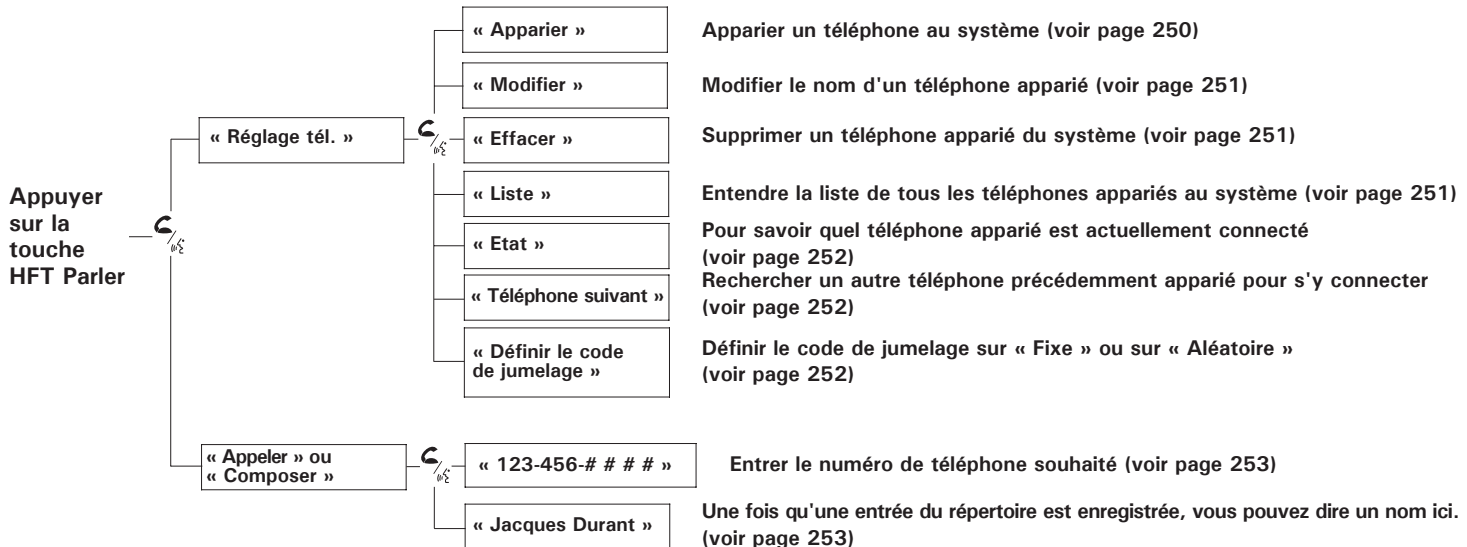 Appuyer
sur la
touche
HFT Parler
« Réglage tél. »
« Apparier »
Apparier un téléphone au système (voir page 250)
« Modifier »
Modifier le nom d'un téléphone apparié (voir page 251)
« Effacer »
Supprimer un téléphone apparié du système (voir page 251)
« Liste »
Entendre la liste de tous les téléphones appariés au système (voir page 251)
« Etat »
Pour savoir quel téléphone apparié est actuellement connecté
(voir page 252)
« Téléphone suivant »
Rechercher un autre téléphone précédemment apparié pour s'y connecter
(voir page 252)
« Définir le code
de jumelage »
Définir le code de jumelage sur « Fixe » ou sur « Aléatoire »
(voir page 252)
« Appeler » ou
« Composer »
« 123-456-# # # # »
Entrer le numéro de téléphone souhaité (voir page 253)
« Jacques Durant »
Une fois qu'une entrée du répertoire est enregistrée, vous pouvez dire un nom ici.
(voir page 253)